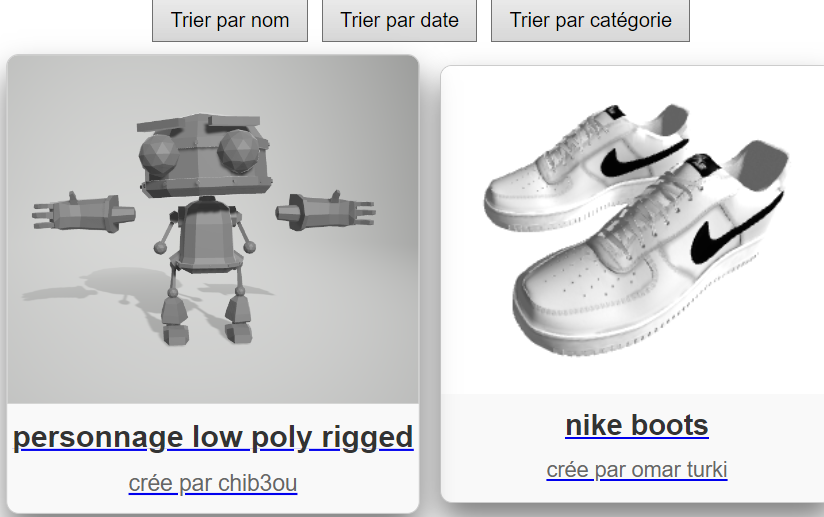 Trier par nom
Trier par date
Trier par catégorie
personnage low poly rigged
crée par chib3ou
nike boots
crée par omar turki